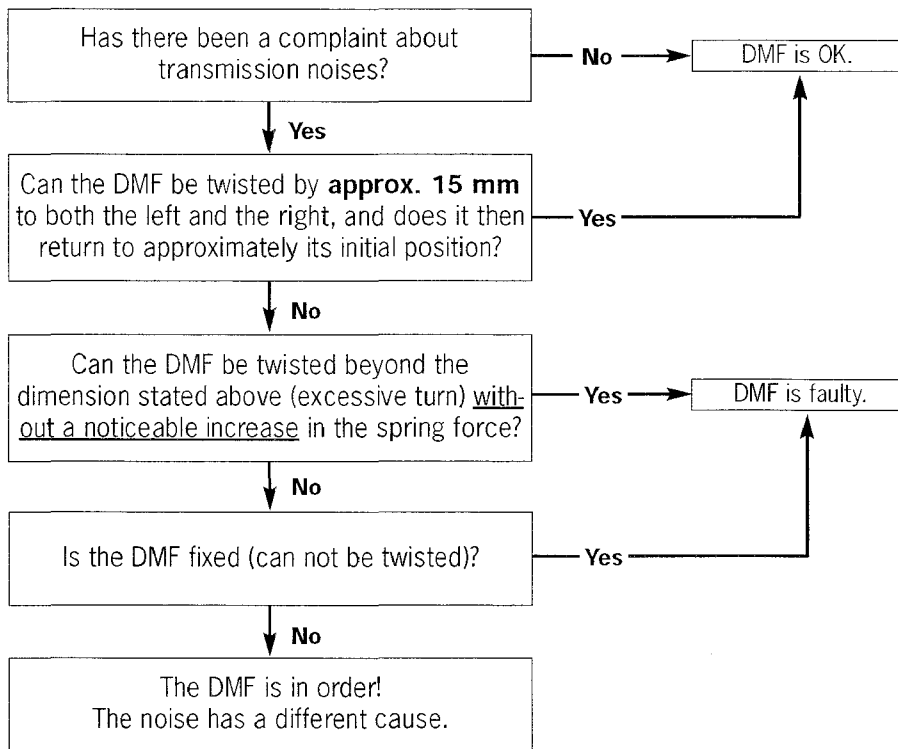 Has there been a complaint about
transmission noises?
No
DMF is OK.
Yes
Can the DMF be twisted by approx. 15 mm
to both the left and the right, and does it then
return to approximately its initial position?
Yes
No
Can the DMF be twisted beyond the
dimension stated above (excessive turn) with-
out a noticeable increase in the spring force?
Yes
DMF is faulty.
No
Is the DMF fixed (can not be twisted)?
Yes
No
The DMF is in order!
The noise has a different cause.